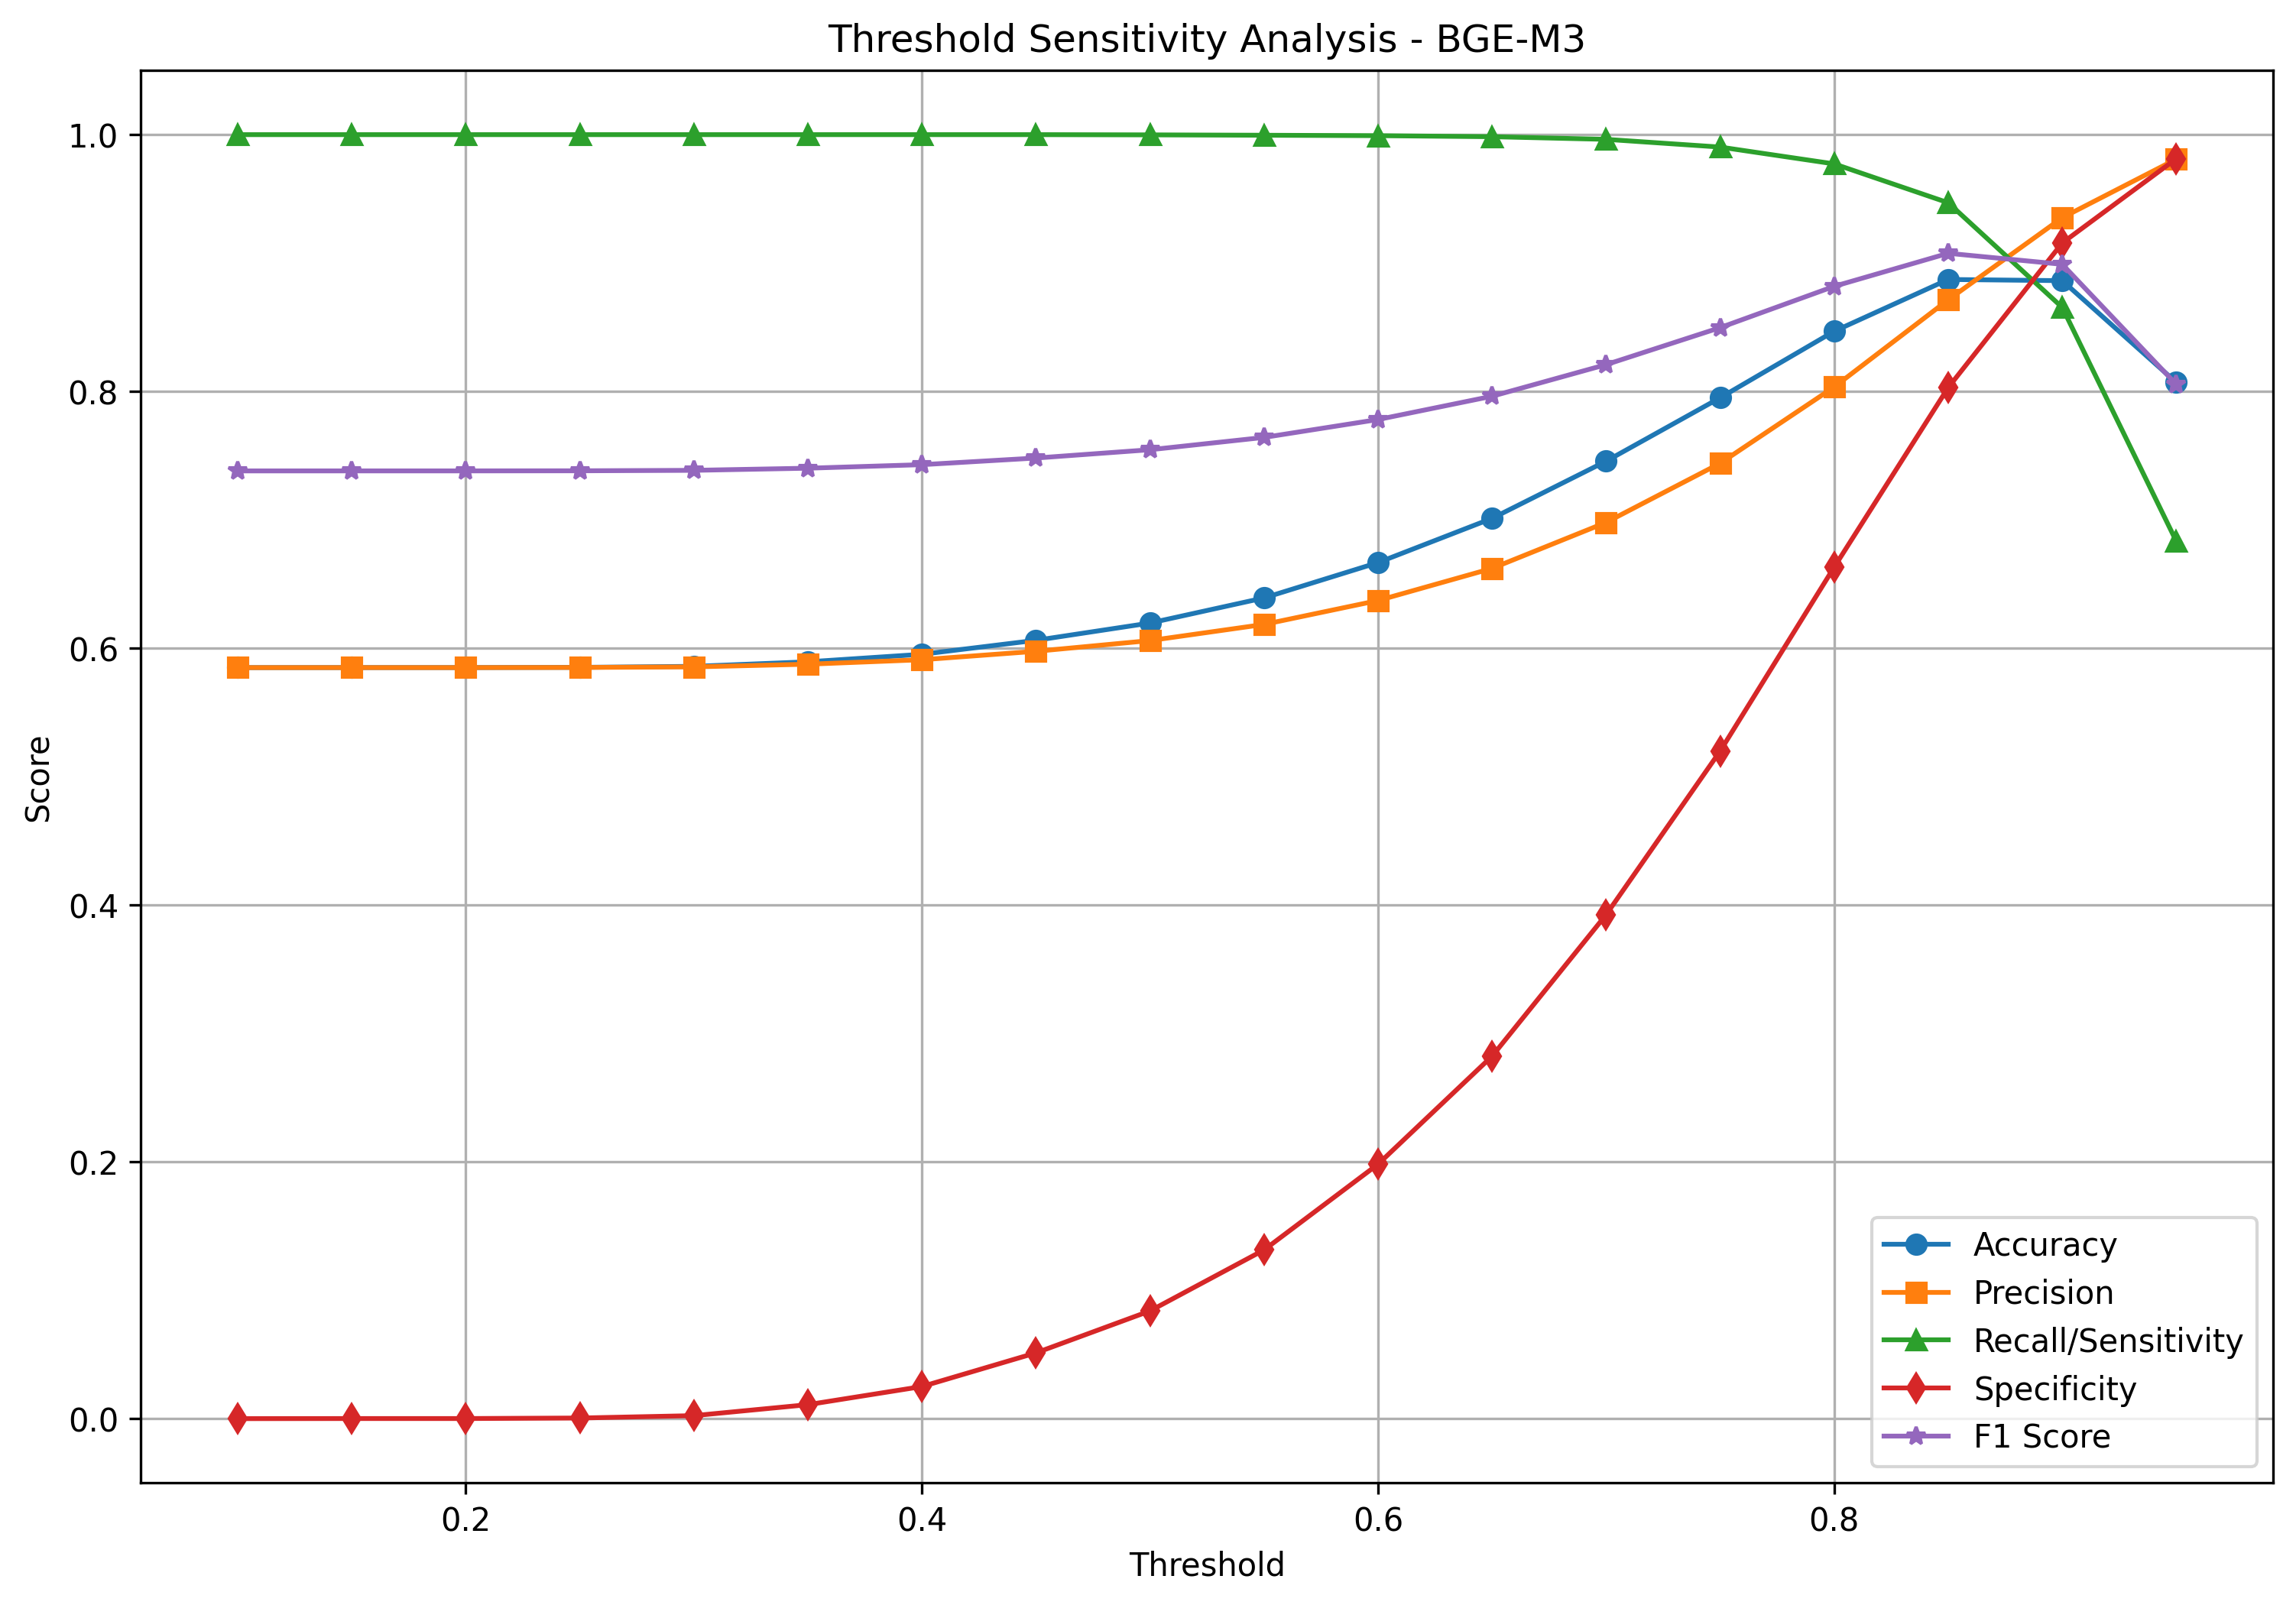 Threshold Sensitivity Analysis - BGE-M3
1.0
0.8
0.6
0.4
0.2
0.0
Score
0.2
0.4
0.6
0.8
Threshold
Accuracy
Precision
Recall/Sensitivity
Specificity
F1 Score